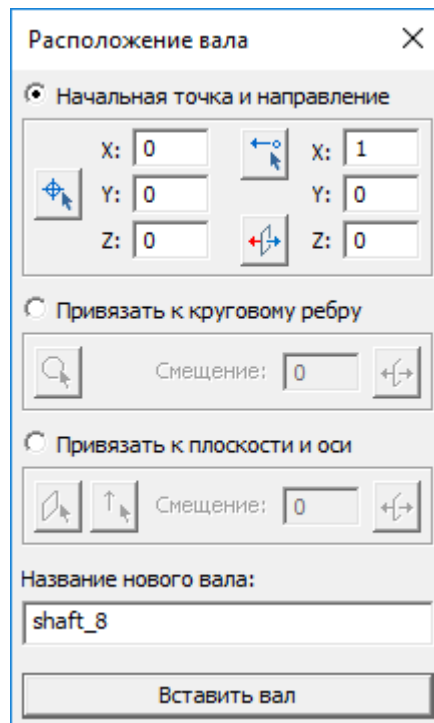 Расположение вала
Начальная точка и направление
X: 0 X: 1
Y: 0 Y: 0
Z: 0 Z: 0
Привязать к круговому ребру
Смещение: 0
Привязать к плоскости и оси
Смещение: 0
Название нового вала:
shaft_8
Вставить вал